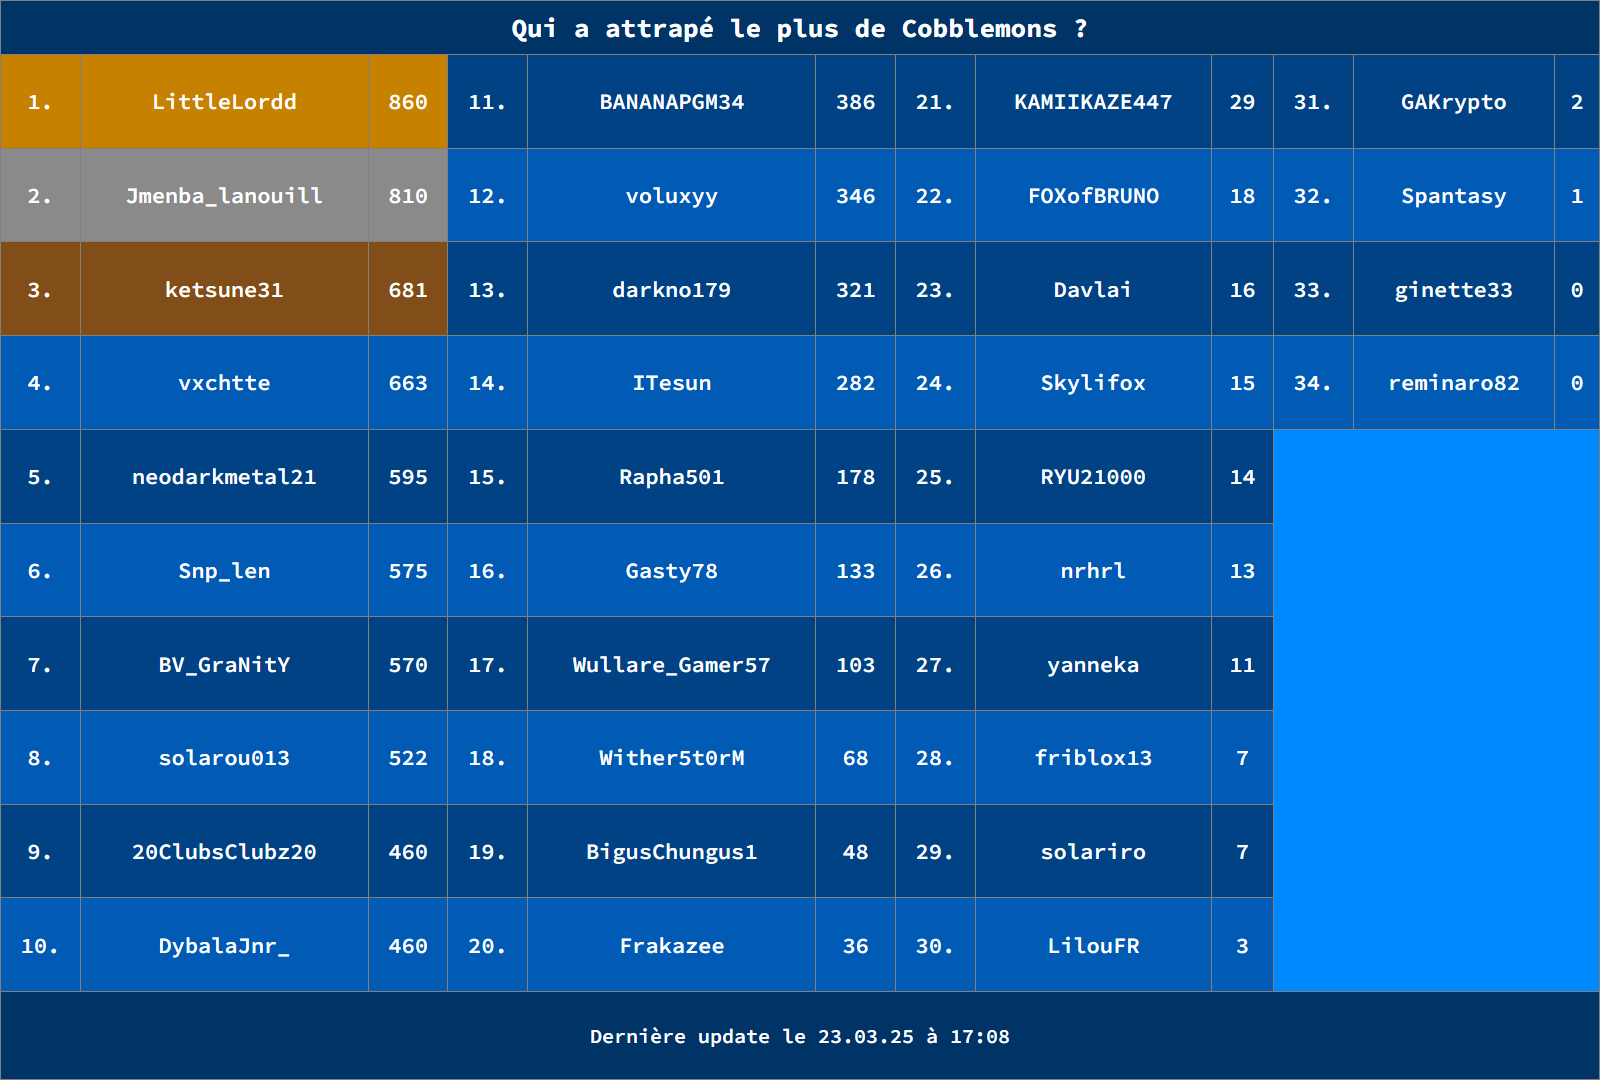 Qui a attrapé le plus de Cobblemons ?
1. LittleLordd 860 11. BANANAPGM34 386 21. KAMIIKAZE447 29 31. GAKrypto 2
2. Jmenba_lanouill 810 12. voluxyy 346 22. FOXofBRUNO 18 32. Spantasy 1
3. ketsune31 681 13. darkno179 321 23. Davlai 16 33. ginette33 0
4. vxchtte 663 14. ITesun 282 24. Skylifox 15 34. reminaro82 0
5. neodarkmetal21 595 15. Rapha501 178 25. RYU21000 14
6. Snp_len 575 16. Gasty78 133 26. nrhrl 13
7. BV_GraNitY 570 17. Wullare_Gamer57 103 27. yanneka 11
8. solarou013 522 18. Wither5t0rM 68 28. friblox13 7
9. 20ClubsClubz20 460 19. BigusChungus1 48 29. solariro 7
10. DybalaJnr_ 460 20. Frakazee 36 30. LilouFR 3
Dernière update le 23.03.25 à 17:08